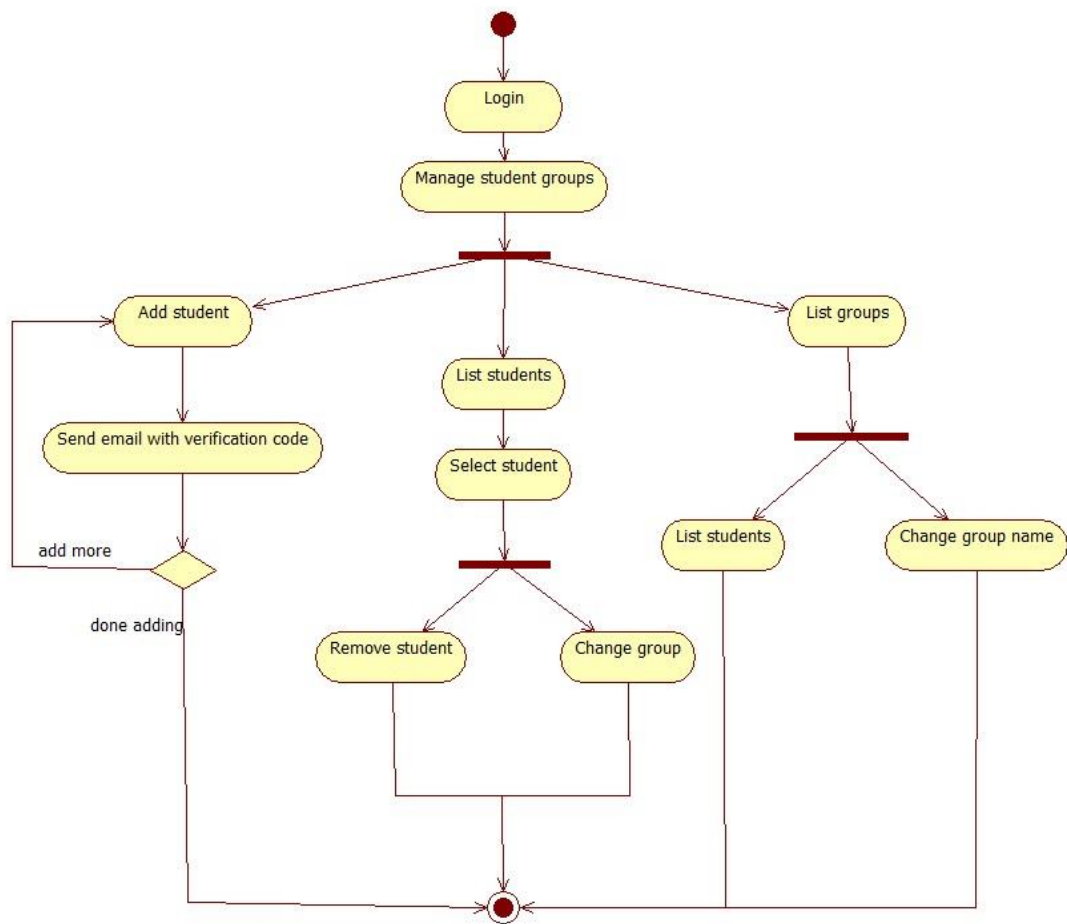 Login
Manage student groups
Add student
List groups
List students
Send email with verification code
Select student
List students
Change group name
add more
done adding
Remove student
Change group